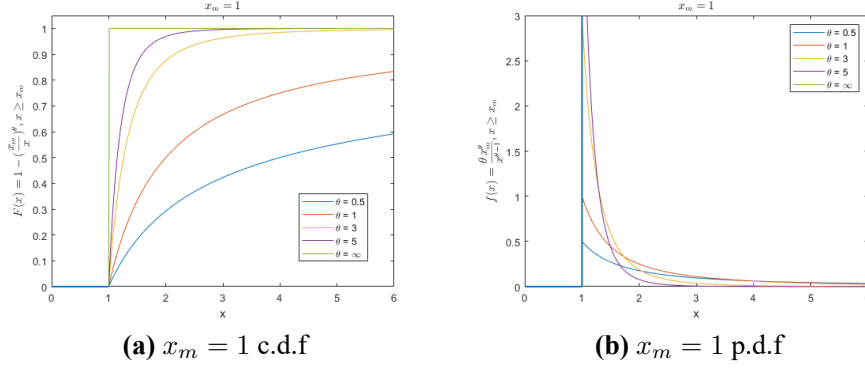 x_m = 1
F(x) = 1 − (x_m/x)^θ, x ≥ x_m
1
0.9
0.8
0.7
0.6
0.5
0.4
0.3
0.2
0.1
0
0 1 2 3 4 5 6
x
θ = 0.5
θ = 1
θ = 3
θ = 5
θ = ∞
(a) x_m = 1 c.d.f
x_m = 1
f(x) = θ x_m^θ / x^{θ−1}, x ≥ x_m
3
2.5
2
1.5
1
0.5
0
0 1 2 3 4 5
x
θ = 0.5
θ = 1
θ = 3
θ = 5
θ = ∞
(b) x_m = 1 p.d.f